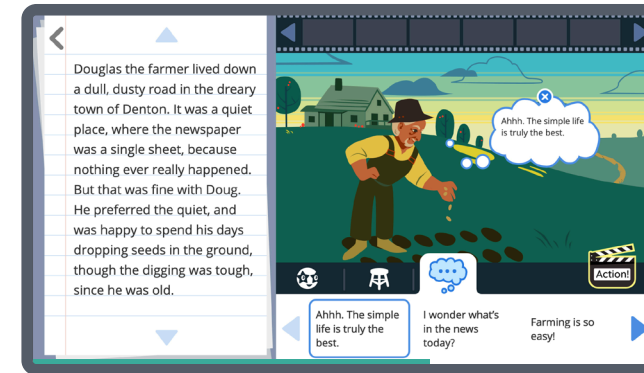 Douglas the farmer lived down
a dull, dusty road in the dreary
town of Denton. It was a quiet
place, where the newspaper
was a single sheet, because
nothing ever really happened.
But that was fine with Doug.
He preferred the quiet, and
was happy to spend his days
dropping seeds in the ground,
though the digging was tough,
since he was old.
Ahhh. The simple life
is truly the best.
Action!
Ahhh. The simple
life is truly the
best.
I wonder what's
in the news
today?
Farming is so
easy!